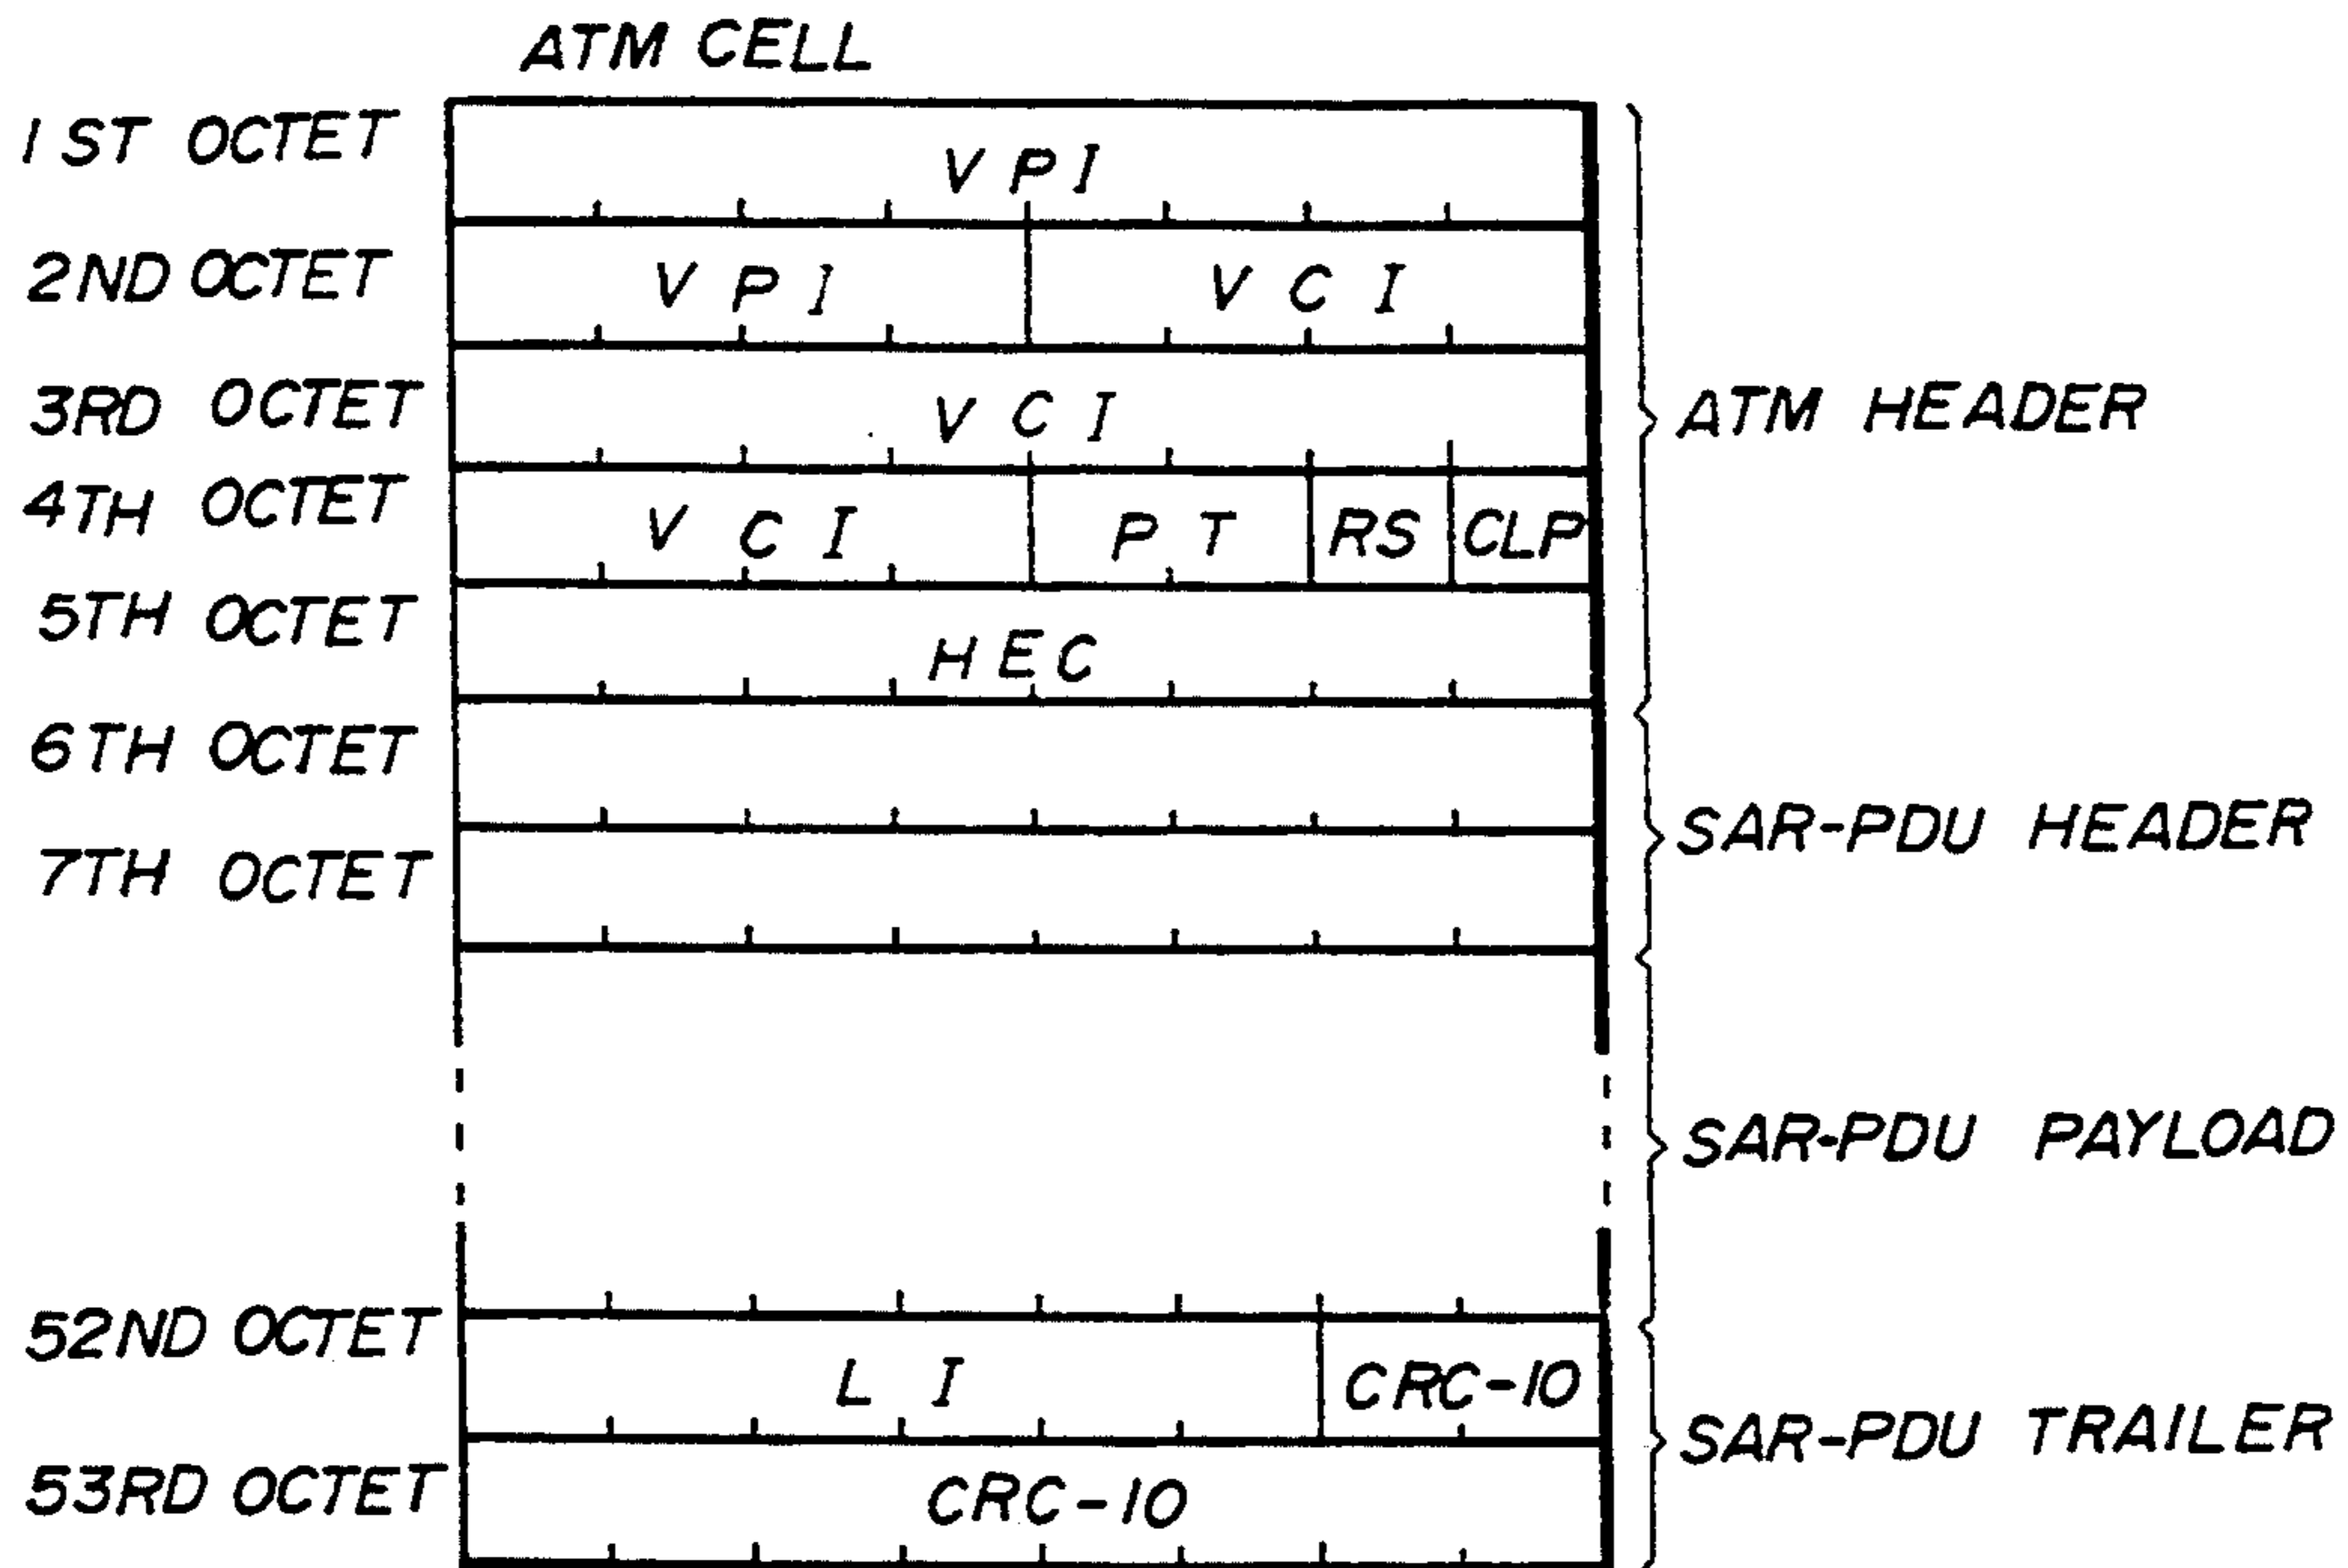 ATM CELL
1ST OCTET
VPI
2ND OCTET
VPI VCI
3RD OCTET
VCI
ATM HEADER
4TH OCTET
VCI PT RS CLP
5TH OCTET
HEC
6TH OCTET
SAR-PDU HEADER
7TH OCTET
SAR-PDU PAYLOAD
52ND OCTET
LI CRC-10
SAR-PDU TRAILER
53RD OCTET
CRC-10